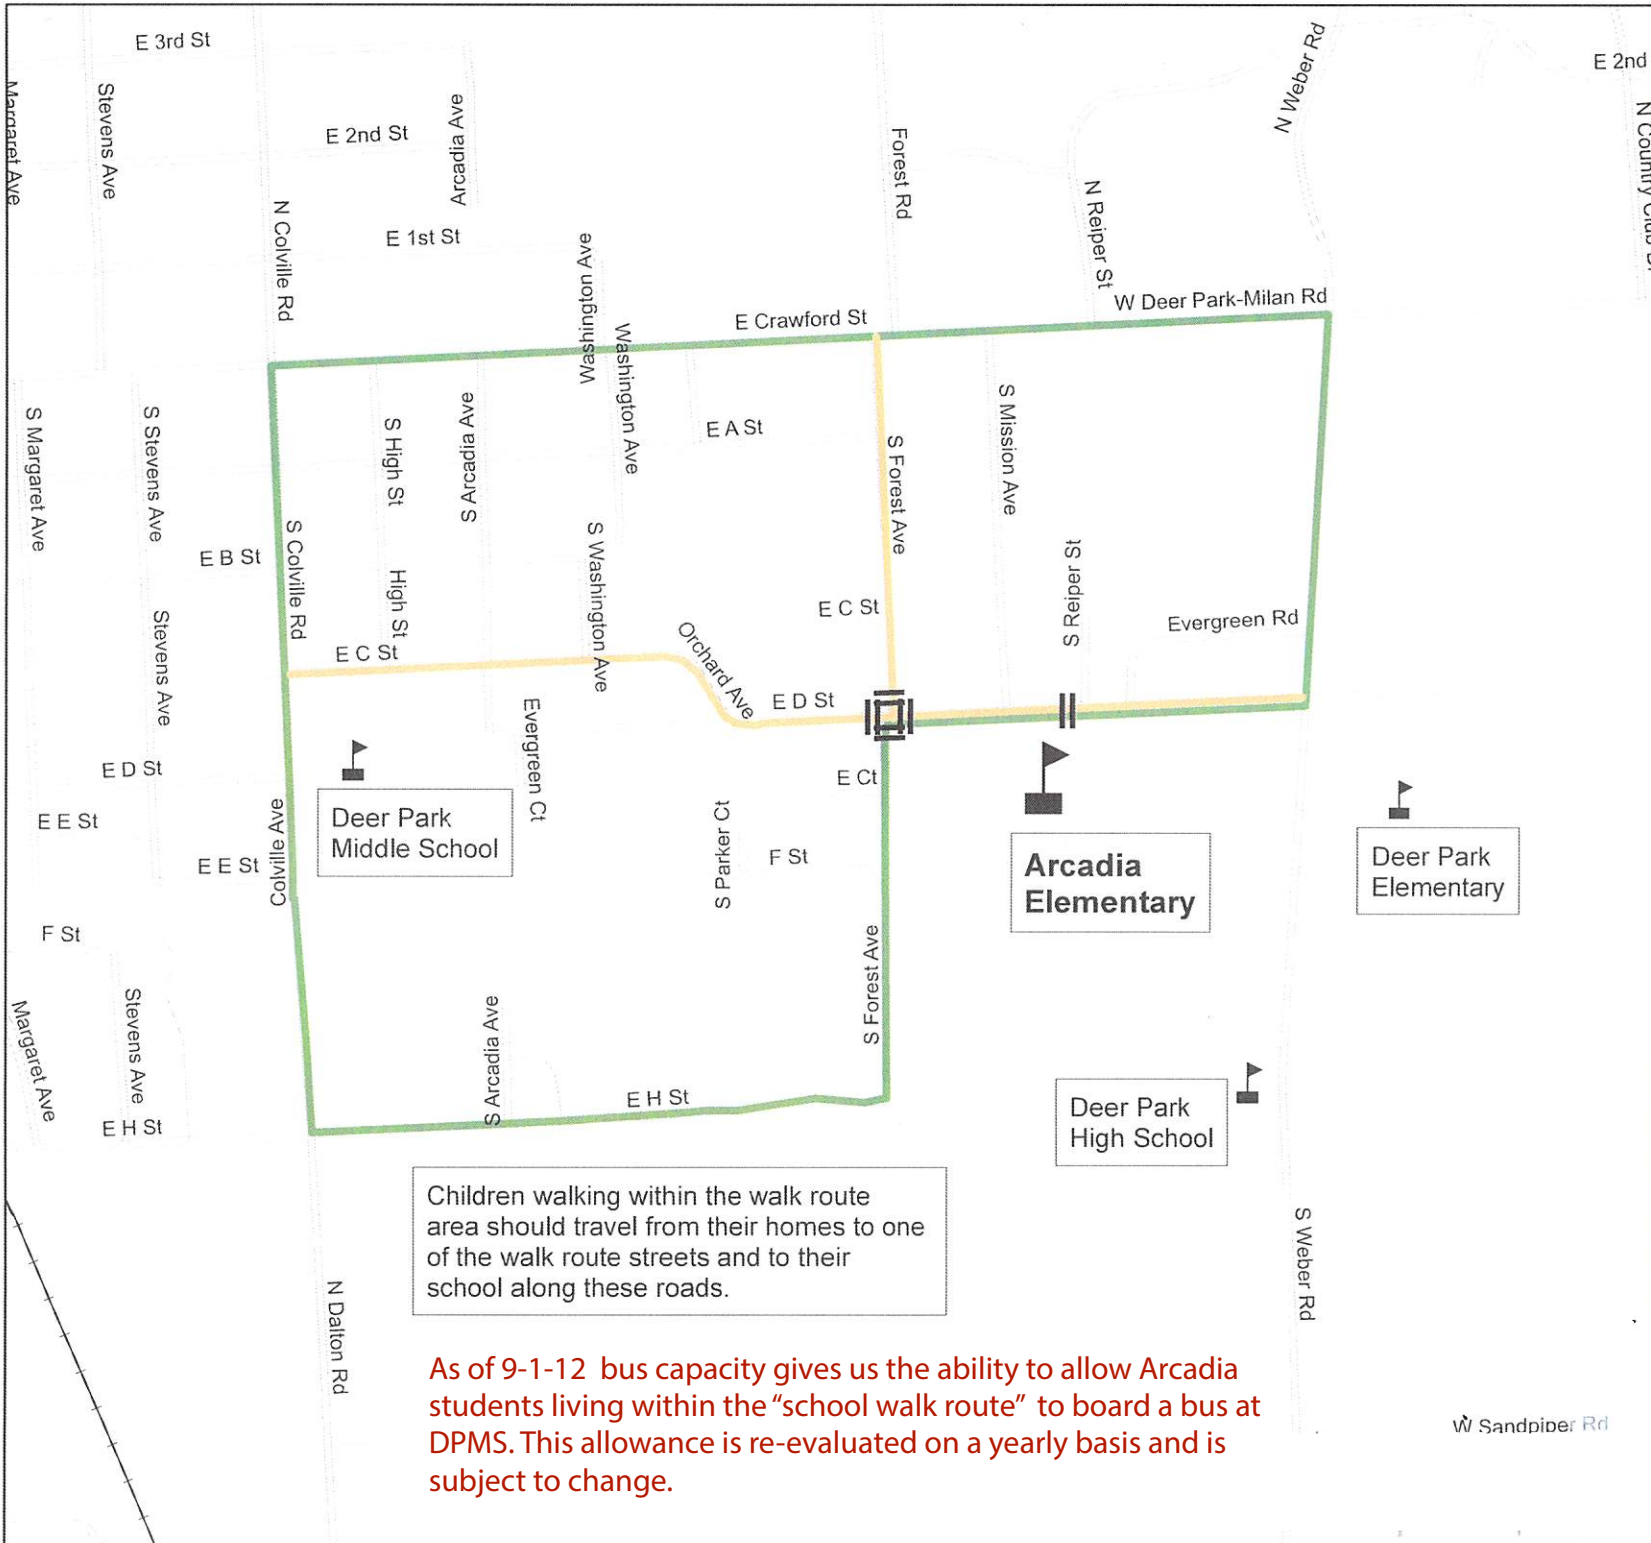 E 3rd St
E 2nd St
E 2nd
N Weber Rd
Margaret Ave
Stevens Ave
Arcadia Ave
N Country Club Dr
Forest Rd
N Reiper St
N Colville Rd
E 1st St
Washington Ave
W Deer Park-Milan Rd
E Crawford St
Washington Ave
S Margaret Ave
S Stevens Ave
S High St
S Arcadia Ave
E A St
S Forest Ave
S Mission Ave
E B St
S Colville Rd
High St
S Washington Ave
E C St
S Reiper St
Evergreen Rd
Stevens Ave
E C St
Orchard Ave
E D St
Evergreen Ct
E D St
E Ct
E E St
E E St
Colville Ave
Deer Park
Middle School
S Parker Ct
F St
Arcadia
Elementary
Deer Park
Elementary
F St
S Forest Ave
Margaret Ave
Stevens Ave
S Arcadia Ave
E H St
E H St
Deer Park
High School
Children walking within the walk route
area should travel from their homes to one
of the walk route streets and to their
school along these roads.
S Weber Rd
N Dalton Rd
As of 9-1-12 bus capacity gives us the ability to allow Arcadia
students living within the “school walk route” to board a bus at
DPMS. This allowance is re-evaluated on a yearly basis and is
subject to change.
W Sandpiper Rd